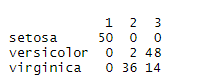 1 2 3
setosa 50 0 0
versicolor 0 2 48
virginica 0 36 14